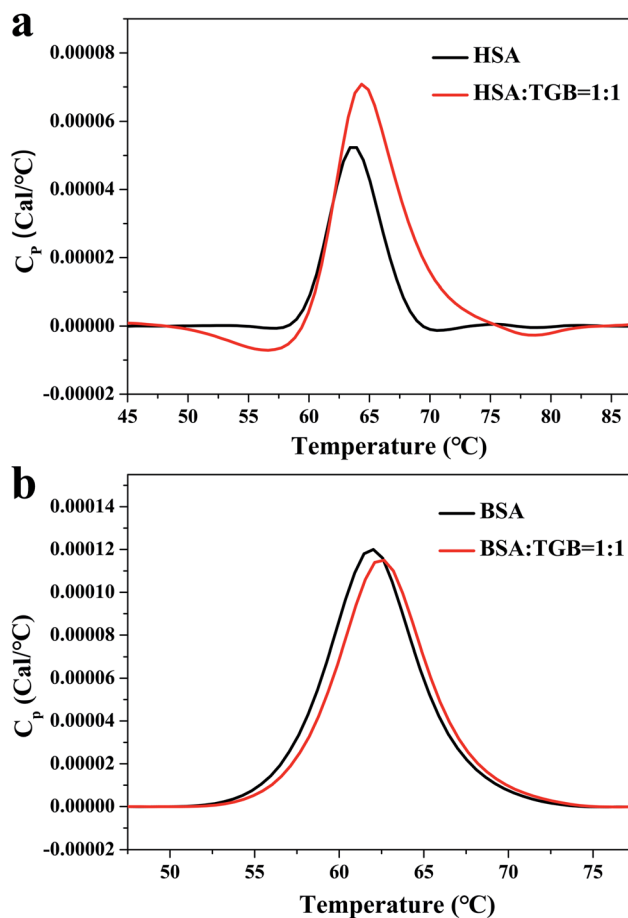 a
HSA
HSA:TGB=1:1
0.00008
0.00006
0.00004
0.00002
0.00000
-0.00002
C_P (Cal/°C)
45 50 55 60 65 70 75 80 85
Temperature (°C)
b
BSA
BSA:TGB=1:1
0.00014
0.00012
0.00010
0.00008
0.00006
0.00004
0.00002
0.00000
-0.00002
C_p (Cal/°C)
50 55 60 65 70 75
Temperature (°C)